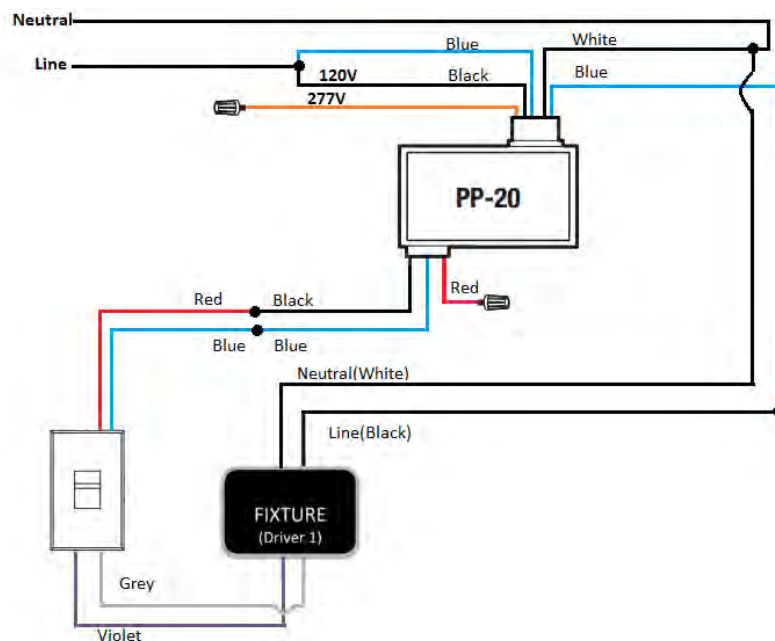 Neutral
White
Blue
Line
120V Black
Blue
277V
PP-20
Red Black
Red
Blue Blue
Neutral(White)
Line(Black)
FIXTURE
(Driver 1)
Grey
Violet